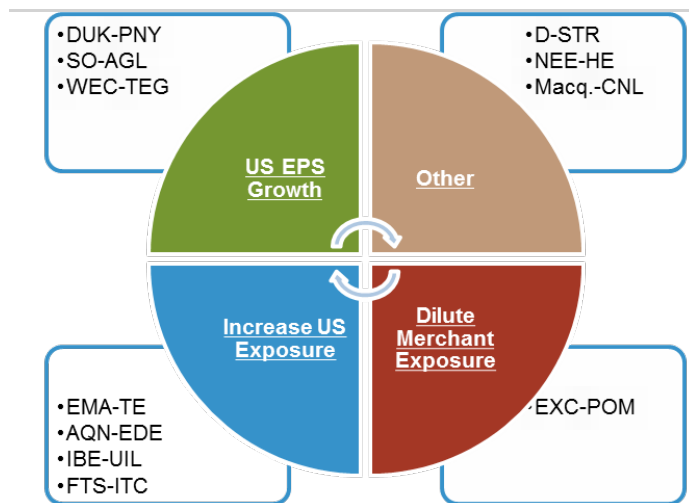 •DUK-PNY
•SO-AGL
•WEC-TEG
•D-STR
•NEE-HE
•Macq.-CNL
US EPS
Growth
Other
Increase US
Exposure
Dilute
Merchant
Exposure
•EMA-TE
•AQN-EDE
•IBE-UIL
•FTS-ITC
•EXC-POM